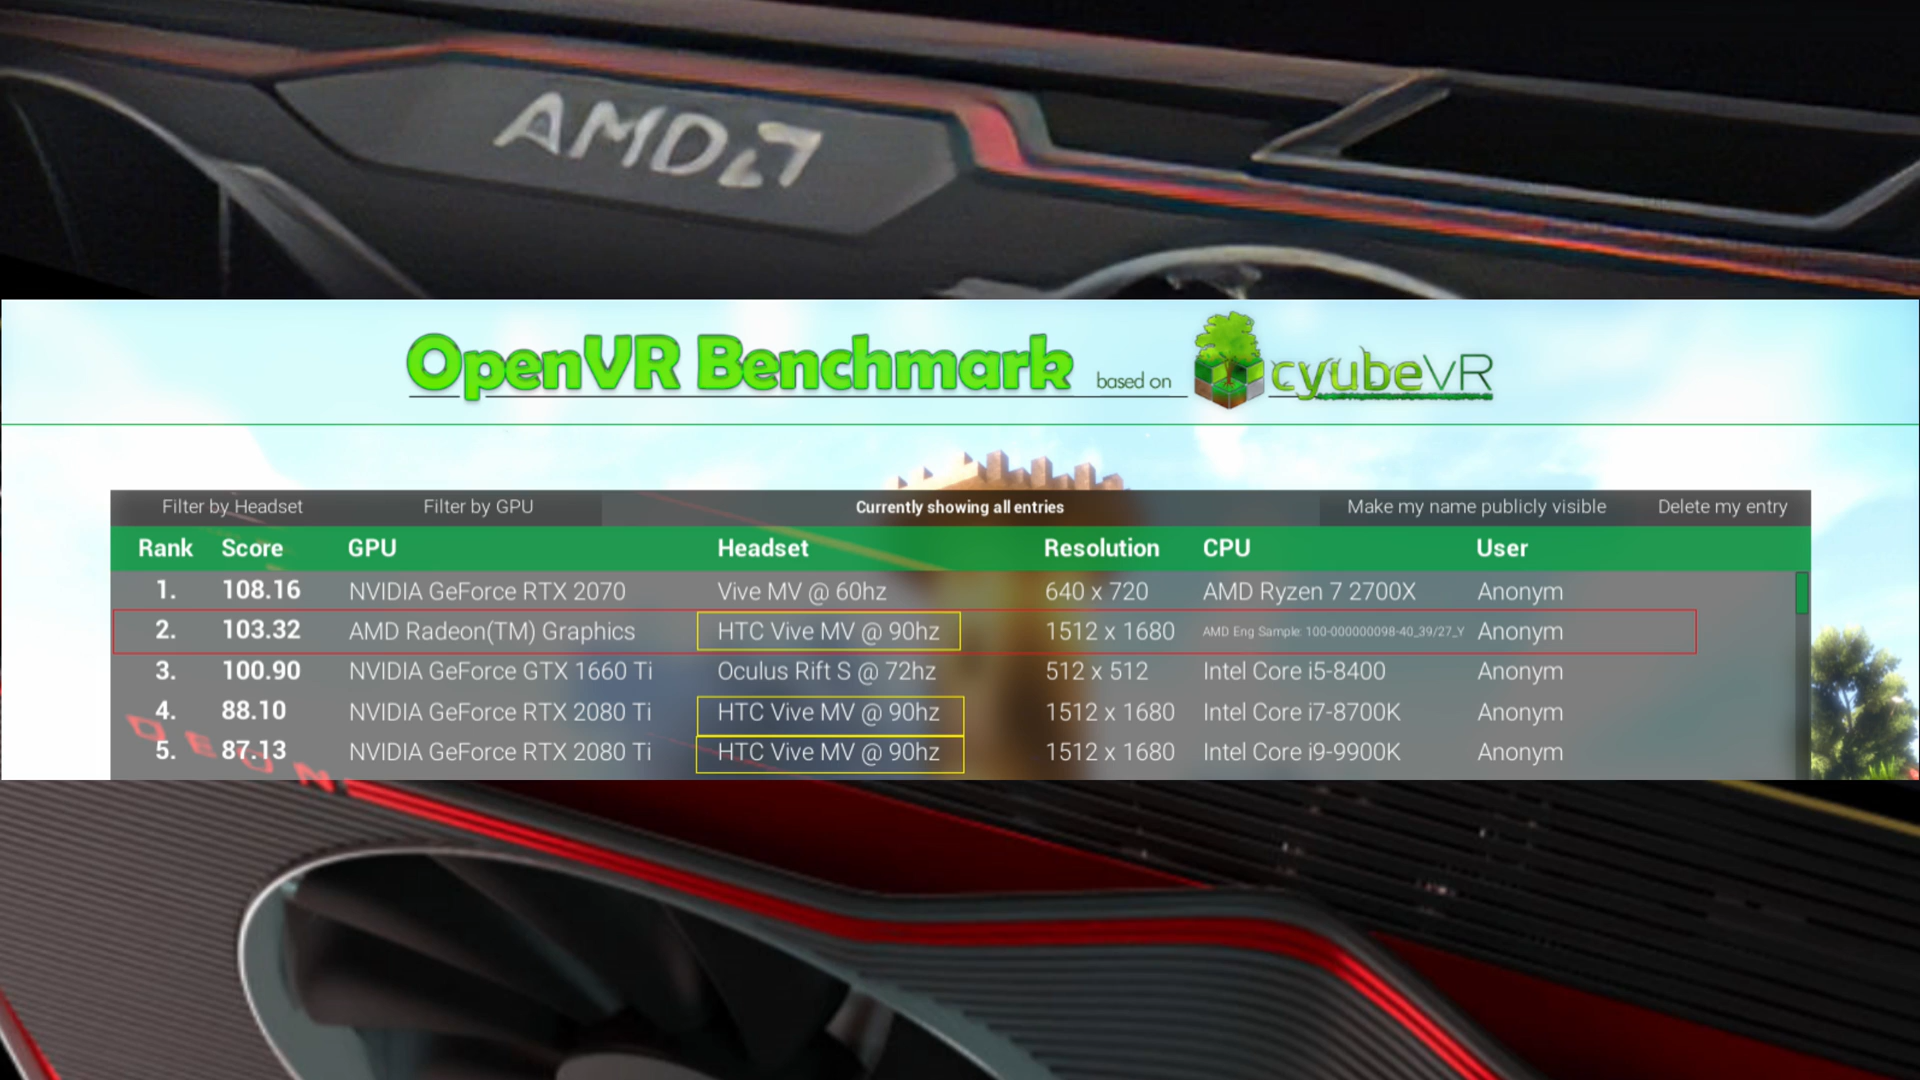 AMD
OpenVR Benchmark based on cyubeVR
Filter by Headset Filter by GPU Currently showing all entries Make my name publicly visible Delete my entry
Rank Score GPU Headset Resolution CPU User
1. 108.16 NVIDIA GeForce RTX 2070 Vive MV @ 60hz 640 x 720 AMD Ryzen 7 2700X Anonym
2. 103.32 AMD Radeon(TM) Graphics HTC Vive MV @ 90hz 1512 x 1680 AMD Eng Sample: 100-000000098-40_39/27_Y Anonym
3. 100.90 NVIDIA GeForce GTX 1660 Ti Oculus Rift S @ 72hz 512 x 512 Intel Core i5-8400 Anonym
4. 88.10 NVIDIA GeForce RTX 2080 Ti HTC Vive MV @ 90hz 1512 x 1680 Intel Core i7-8700K Anonym
5. 87.13 NVIDIA GeForce RTX 2080 Ti HTC Vive MV @ 90hz 1512 x 1680 Intel Core i9-9900K Anonym